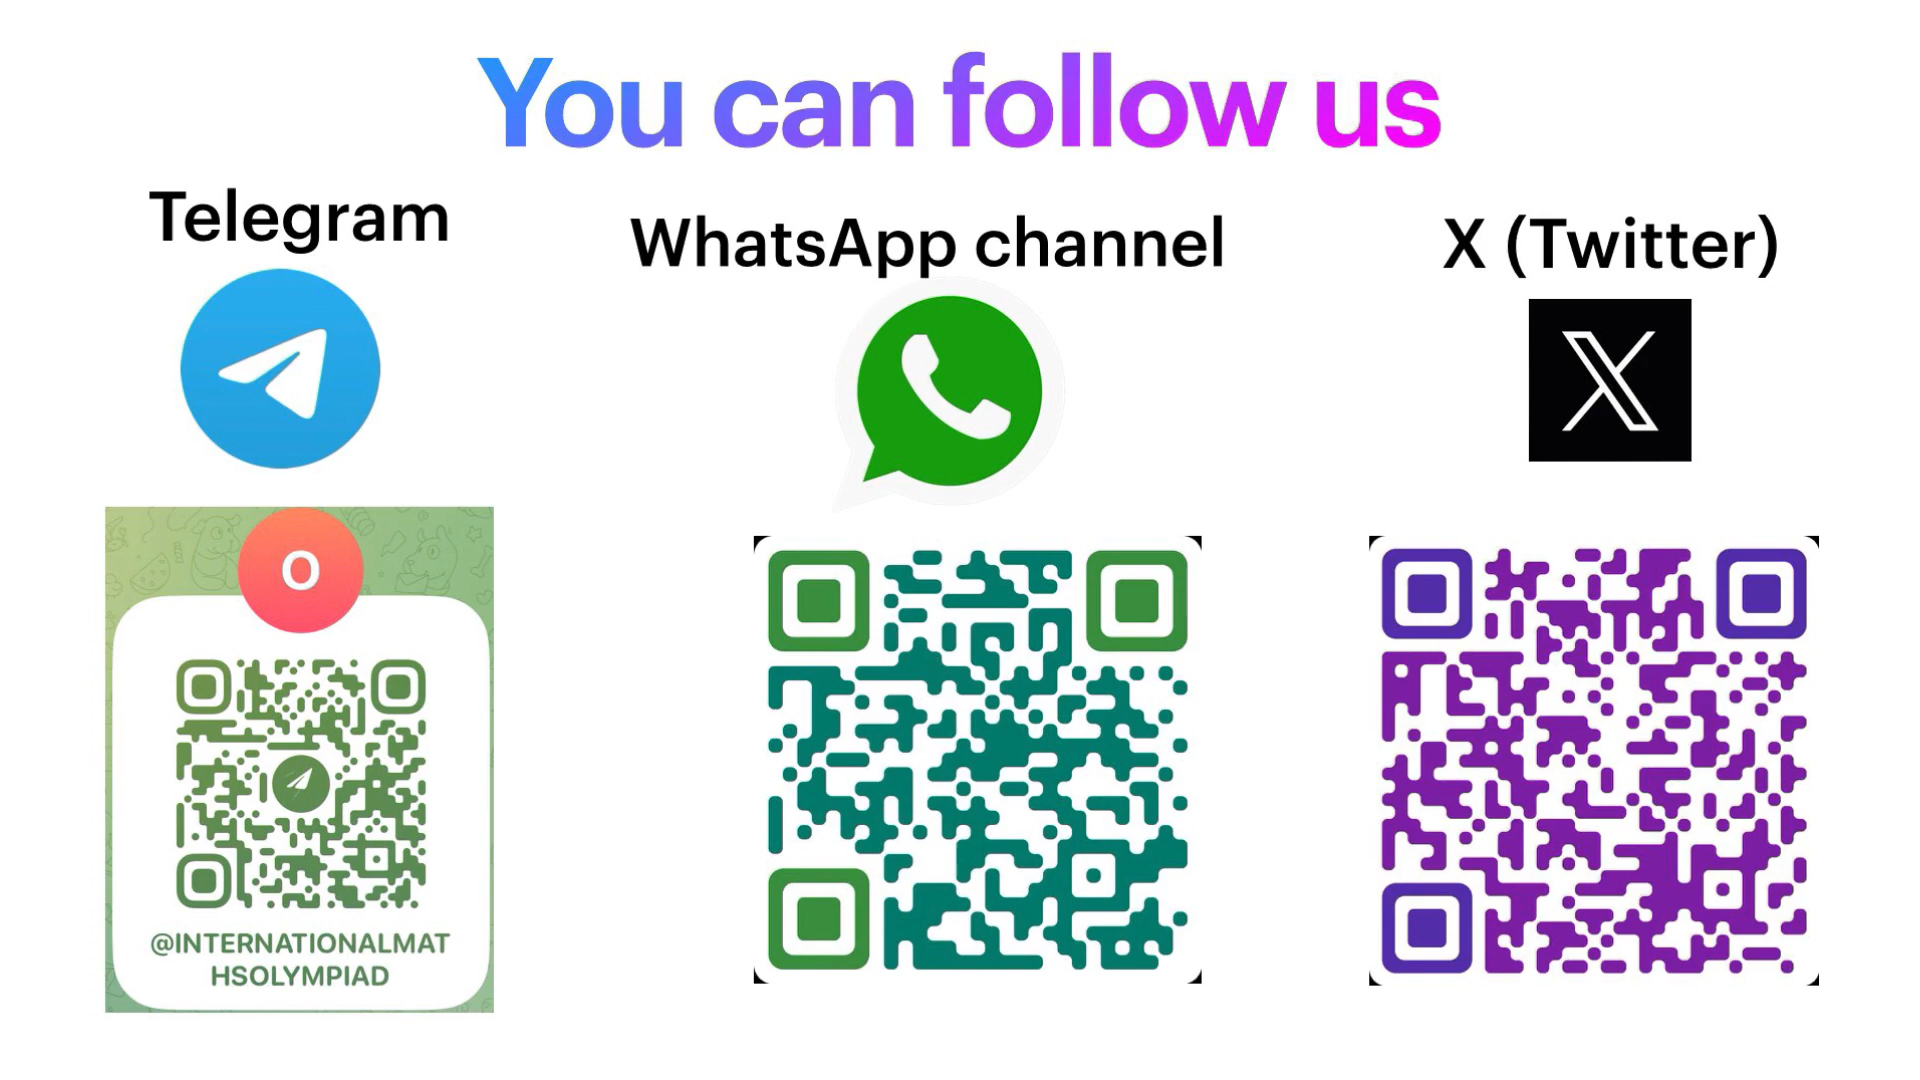 You can follow us
Telegram
WhatsApp channel
X (Twitter)
O
@INTERNATIONALMAT
HSOLYMPIAD